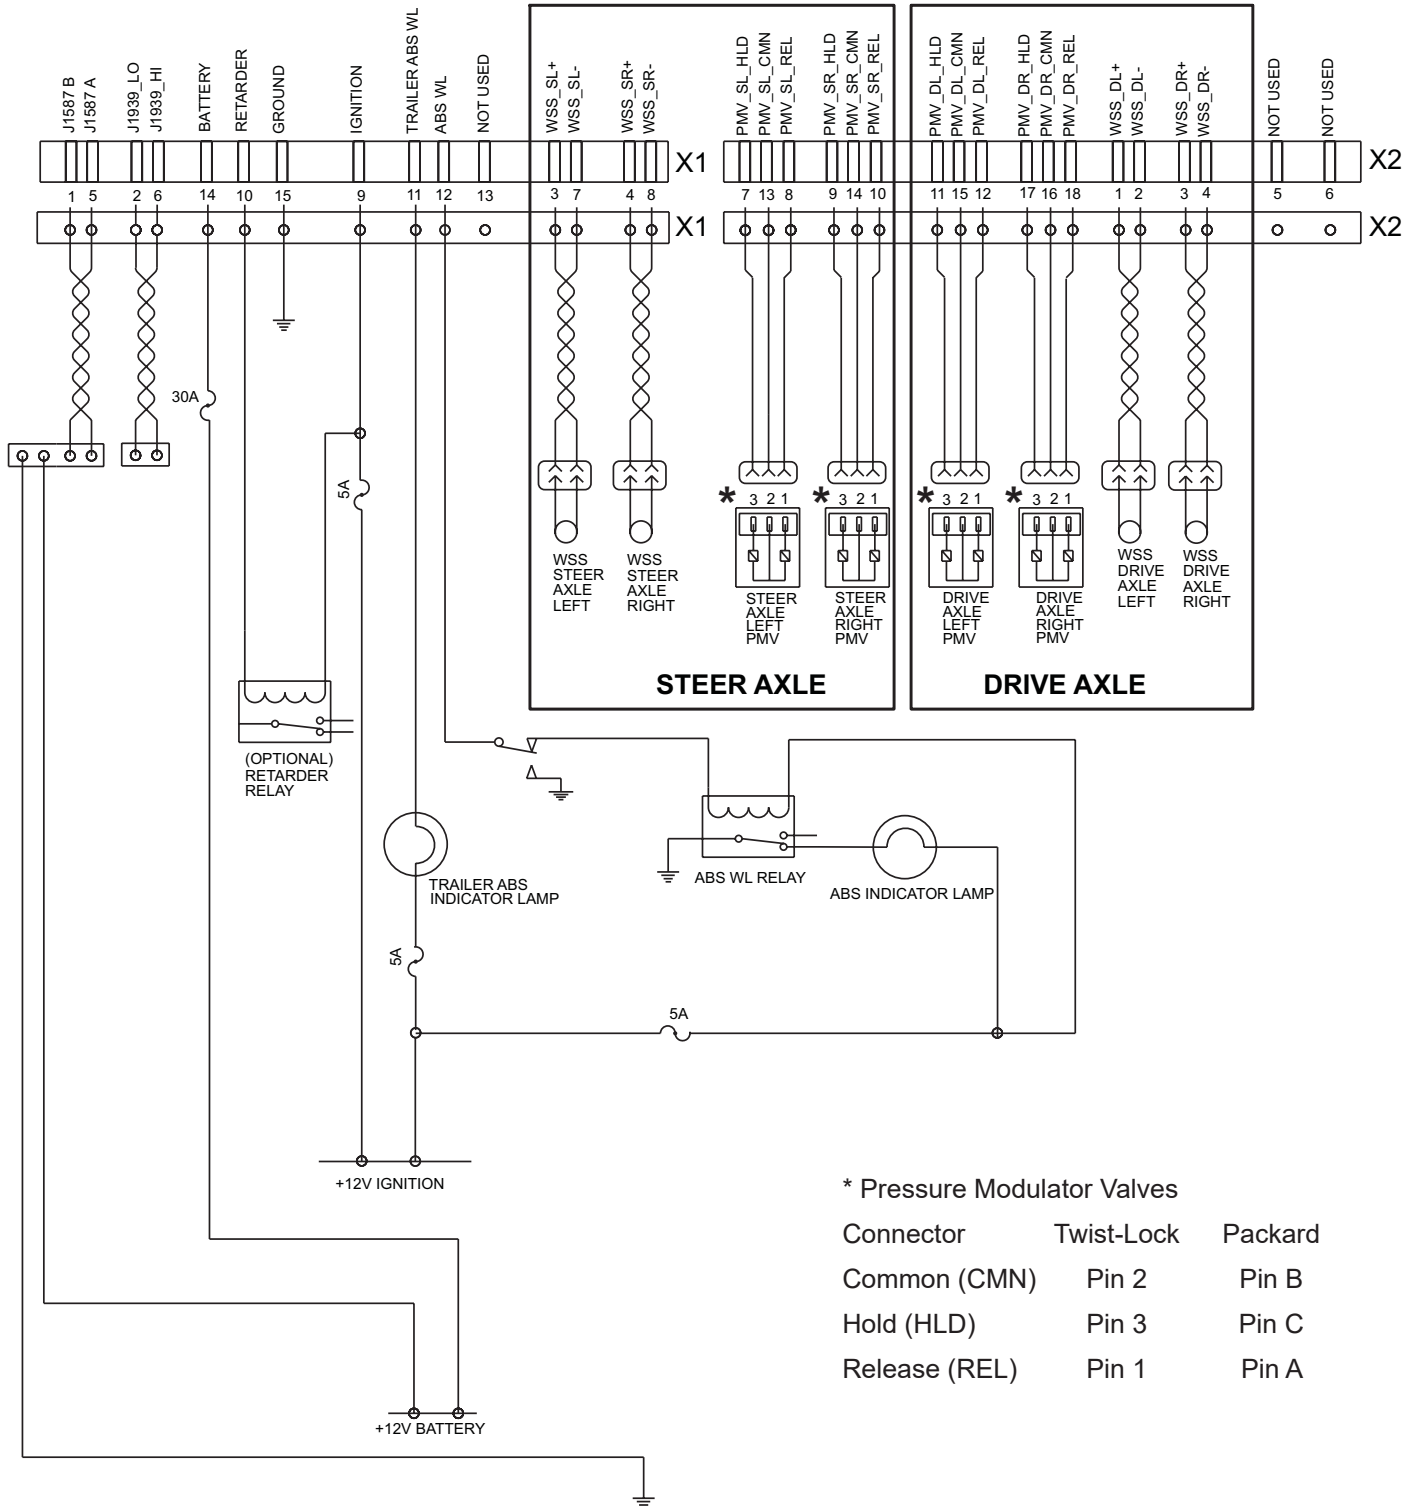 J1587 B
J1587 A
J1939_LO
J1939_HI
BATTERY
RETARDER
GROUND
IGNITION
TRAILER ABS WL
ABS WL
NOT USED
WSS_SL+
WSS_SL-
WSS_SR+
WSS_SR-
PMV_SL_HLD
PMV_SL_CMN
PMV_SL_REL
PMV_SR_HLD
PMV_SR_CMN
PMV_SR_REL
PMV_DL_HLD
PMV_DL_CMN
PMV_DL_REL
PMV_DR_HLD
PMV_DR_CMN
PMV_DR_REL
WSS_DL+
WSS_DL-
WSS_DR+
WSS_DR-
NOT USED
NOT USED
X1
X2
1 5 2 6 14 10 15 9 11 12 13 3 7 4 8 7 13 8 9 14 10 11 15 12 17 16 18 1 2 3 4 5 6
X1
X2
30A
5A
* 3 2 1
* 3 2 1
* 3 2 1
* 3 2 1
WSS
STEER
AXLE
LEFT
WSS
STEER
AXLE
RIGHT
STEER
AXLE
LEFT
PMV
STEER
AXLE
RIGHT
PMV
DRIVE
AXLE
LEFT
PMV
DRIVE
AXLE
RIGHT
PMV
WSS
DRIVE
AXLE
LEFT
WSS
DRIVE
AXLE
RIGHT
STEER AXLE
DRIVE AXLE
(OPTIONAL)
RETARDER
RELAY
TRAILER ABS
INDICATOR LAMP
ABS WL RELAY
ABS INDICATOR LAMP
5A
5A
+12V IGNITION
* Pressure Modulator Valves
Connector Twist-Lock Packard
Common (CMN) Pin 2 Pin B
Hold (HLD) Pin 3 Pin C
Release (REL) Pin 1 Pin A
+12V BATTERY